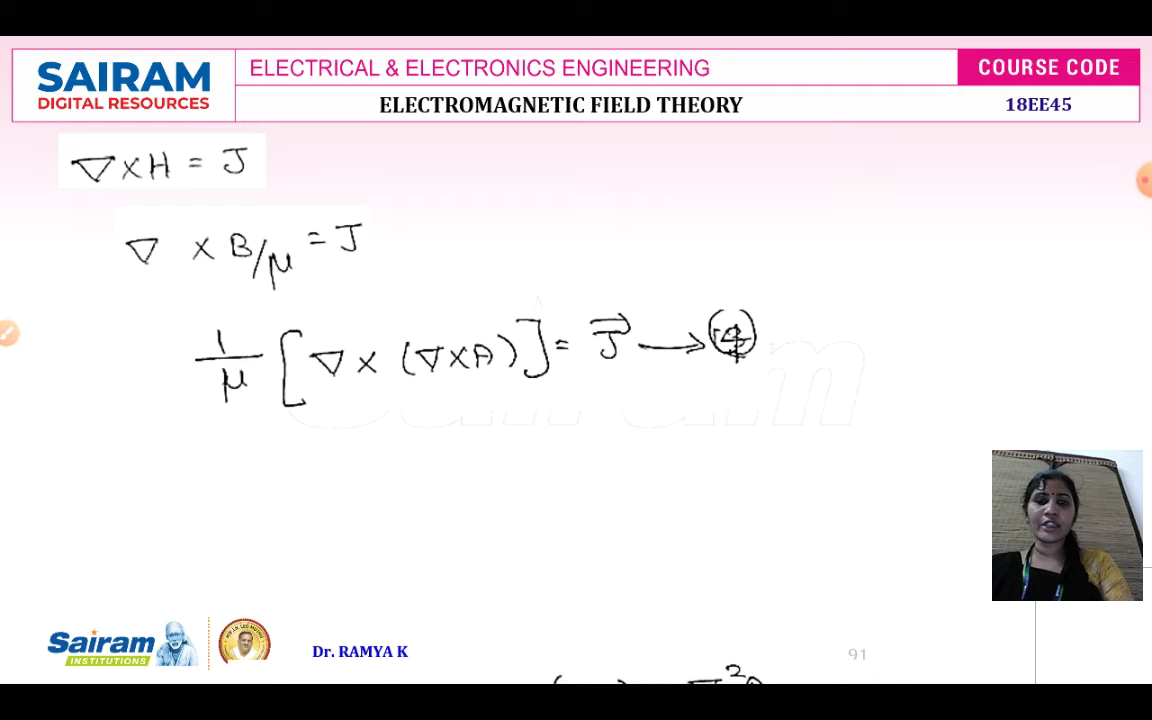 SAIRAM
DIGITAL RESOURCES
ELECTRICAL & ELECTRONICS ENGINEERING
COURSE CODE
ELECTROMAGNETIC FIELD THEORY
18EE45
∇×H = J
∇ × B/μ = J
1/μ [∇ × (∇×A)] = J⃗ → (4)
Sairam
INSTITUTIONS
Dr. RAMYA K
91